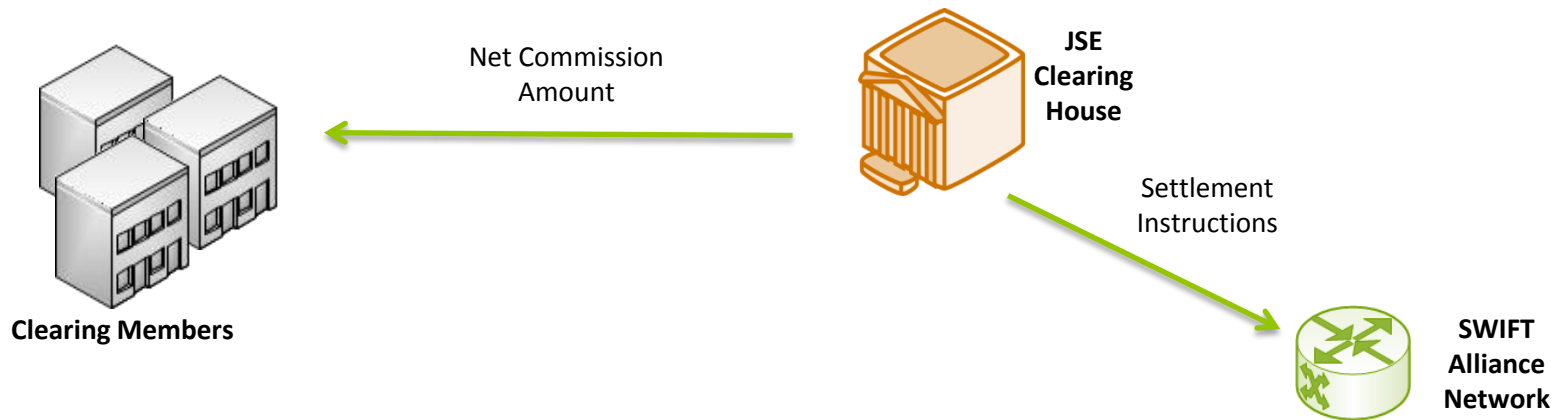 Net Commission
Amount
JSE
Clearing
House
Settlement
Instructions
Clearing Members
SWIFT
Alliance
Network